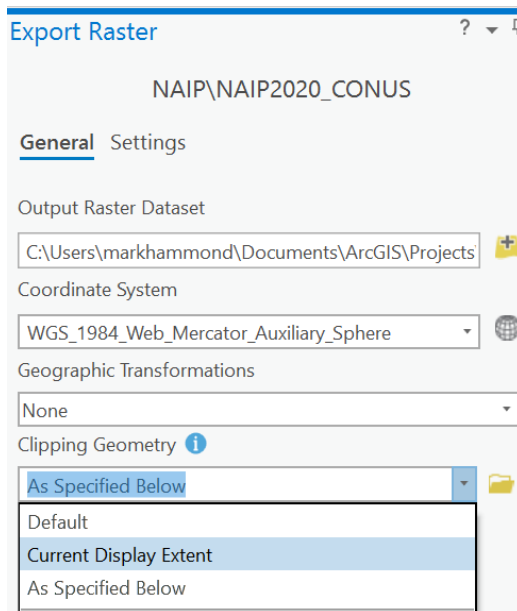 Export Raster ?
NAIP\NAIP2020_CONUS
General Settings
Output Raster Dataset
C:\Users\markhammond\Documents\ArcGIS\Projects\
Coordinate System
WGS_1984_Web_Mercator_Auxiliary_Sphere
Geographic Transformations
None
Clipping Geometry
As Specified Below
Default
Current Display Extent
As Specified Below